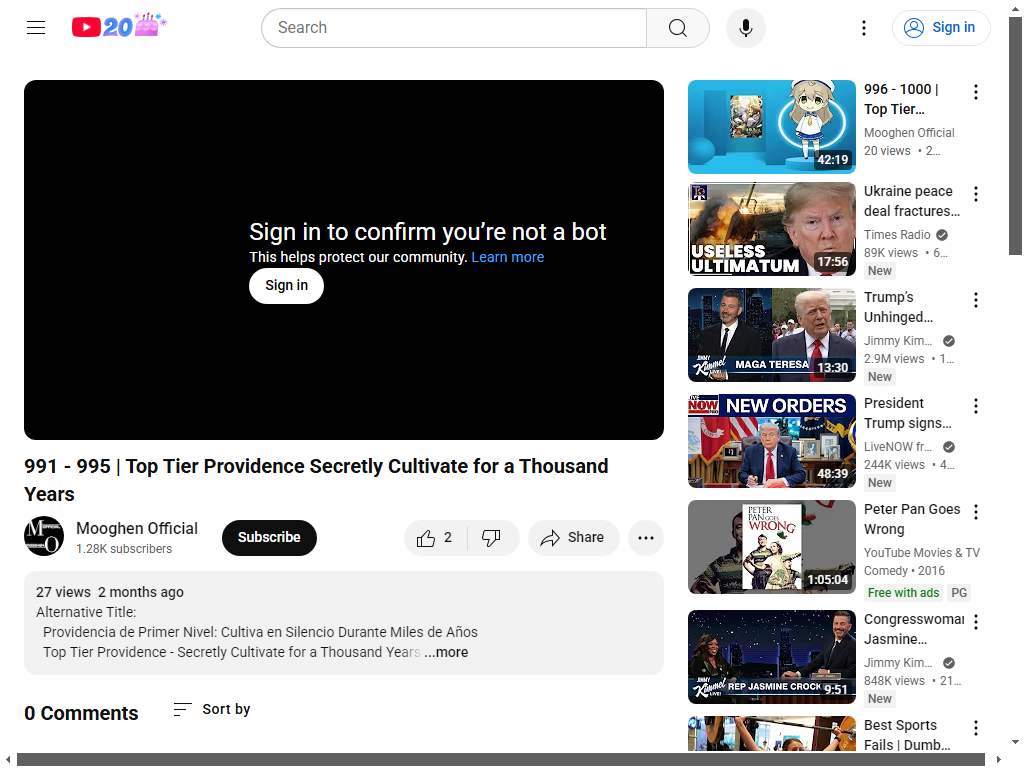 20
Search
Sign in
Sign in to confirm you’re not a bot
This helps protect our community. Learn more
Sign in
991 - 995 | Top Tier Providence Secretly Cultivate for a Thousand
Years
Mooghen Official
1.28K subscribers
Subscribe
2
Share
27 views 2 months ago
Alternative Title:
Providencia de Primer Nivel: Cultiva en Silencio Durante Miles de Años
Top Tier Providence - Secretly Cultivate for a Thousand Years ...more
0 Comments
Sort by
42:19
996 - 1000 |
Top Tier…
Mooghen Official
20 views • 2…
USELESS
ULTIMATUM
17:56
Ukraine peace
deal fractures…
Times Radio
89K views • 6…
New
JIMMY
Kimmel
LIVE!
MAGA TERESA
13:30
Trump’s
Unhinged…
Jimmy Kim…
2.9M views • 1…
New
LIVE
NOW
NEW ORDERS
48:39
President
Trump signs…
LiveNOW fr…
244K views • 4…
New
PETER
PAN GOES
WRONG
1:05:04
Peter Pan Goes
Wrong
YouTube Movies & TV
Comedy • 2016
Free with ads PG
JIMMY
Kimmel
LIVE!
REP JASMINE CROCK
9:51
Congresswoman
Jasmine…
Jimmy Kim…
848K views • 21…
New
Best Sports
Fails | Dumb…